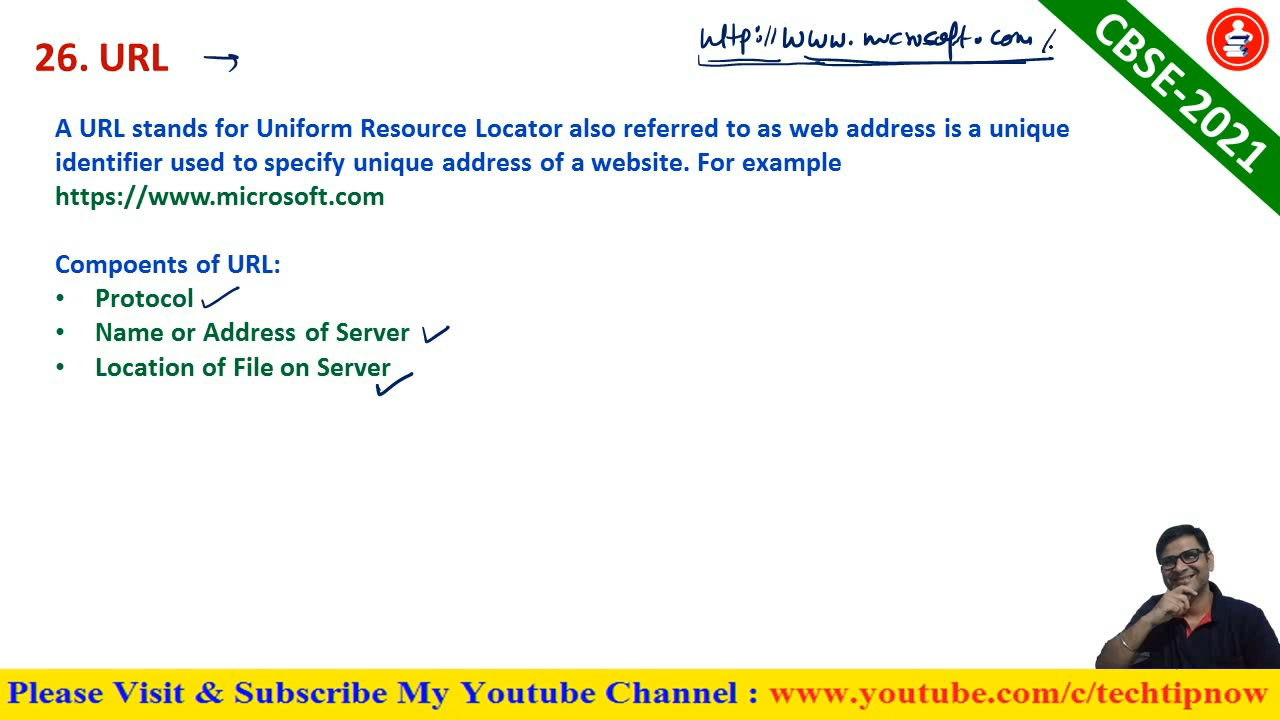 26. URL
http://www.microsoft.com/.
CBSE-2021
A URL stands for Uniform Resource Locator also referred to as web address is a unique
identifier used to specify unique address of a website. For example
https://www.microsoft.com
Compoents of URL:
• Protocol
• Name or Address of Server
• Location of File on Server
Please Visit & Subscribe My Youtube Channel : www.youtube.com/c/techtipnow